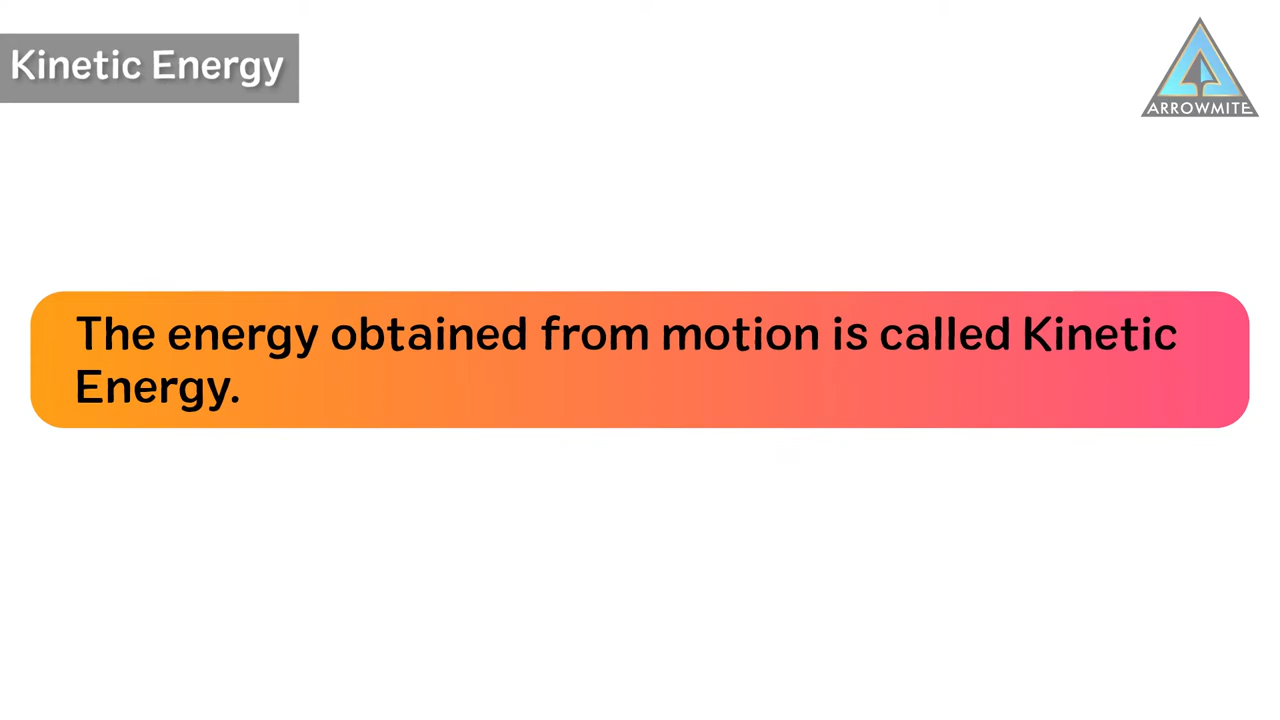 Kinetic Energy
ARROWMITE
The energy obtained from motion is called Kinetic
Energy.